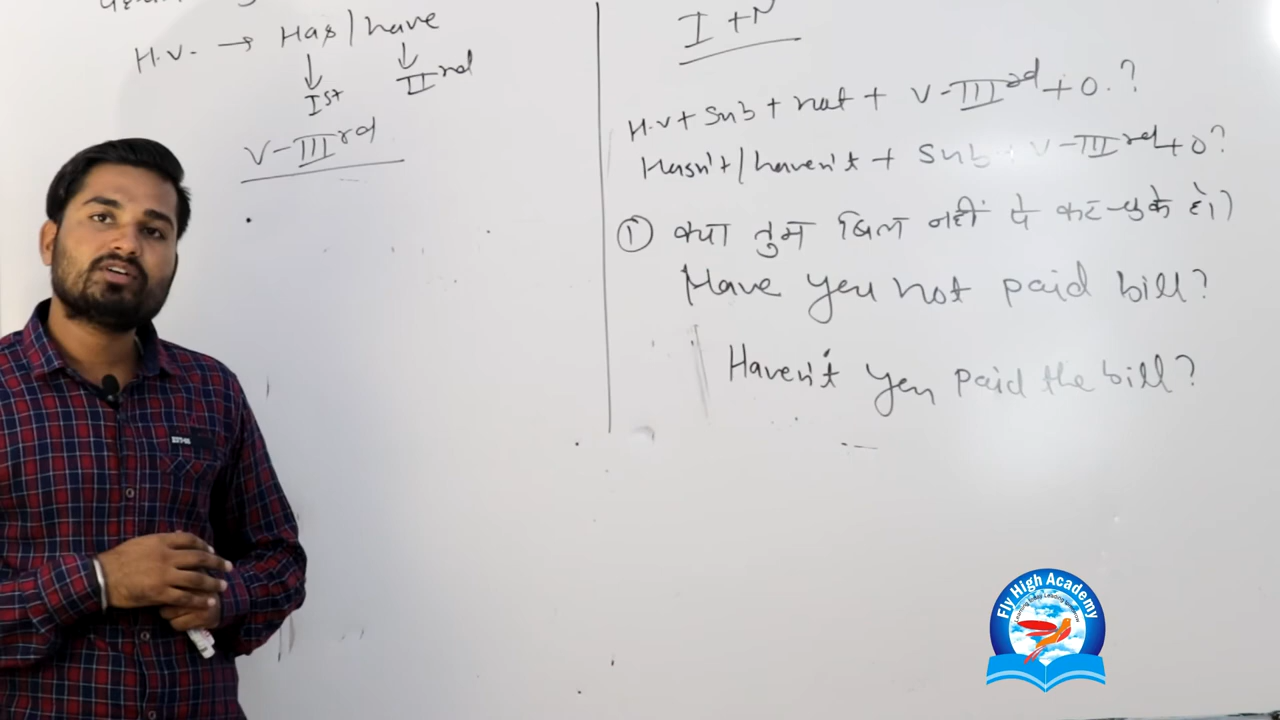 H.V. → Has/have
Ist IInd
V-IIIrd
I+N
H.V + Sub + not + V-IIIrd + O.?
Hasn't/haven't + Sub + V-IIIrd + O?
① क्या तुम बिल नहीं दे कर चुके हो।
Have you not paid bill?
Haven't you paid the bill?
Fly High Academy